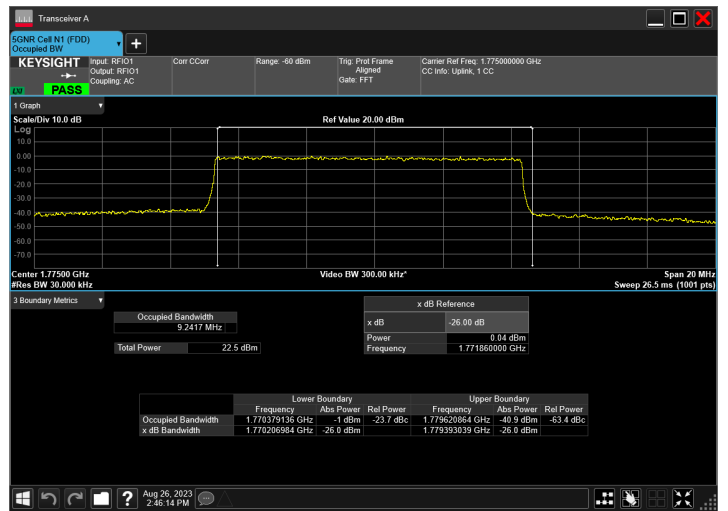 Transceiver A
5GNR Cell N1 (FDD)
Occupied BW
KEYSIGHT
Input: RFIO1
Output: RFIO1
Coupling: AC
Corr CCorr
Range: -60 dBm
Trig: Prot Frame
Aligned
Gate: FFT
Carrier Ref Freq: 1.775000000 GHz
CC Info: Uplink, 1 CC
PASS
1 Graph
Scale/Div 10.0 dB
Ref Value 20.00 dBm
Log
10.0
0.00
-10.0
-20.0
-30.0
-40.0
-50.0
-60.0
-70.0
Center 1.77500 GHz
Video BW 300.00 kHz*
Span 20 MHz
#Res BW 30.000 kHz
Sweep 26.5 ms (1001 pts)
3 Boundary Metrics
Occupied Bandwidth
9.2417 MHz
Total Power 22.5 dBm
x dB Reference
x dB -26.00 dB
Power 0.04 dBm
Frequency 1.771860000 GHz
Lower Boundary Upper Boundary
Frequency Abs Power Rel Power Frequency Abs Power Rel Power
Occupied Bandwidth 1.770379136 GHz -1 dBm -23.7 dBc 1.779620864 GHz -40.9 dBm -63.4 dBc
x dB Bandwidth 1.770206984 GHz -26.0 dBm 1.779393039 GHz -26.0 dBm
Aug 26, 2023
2:46:14 PM